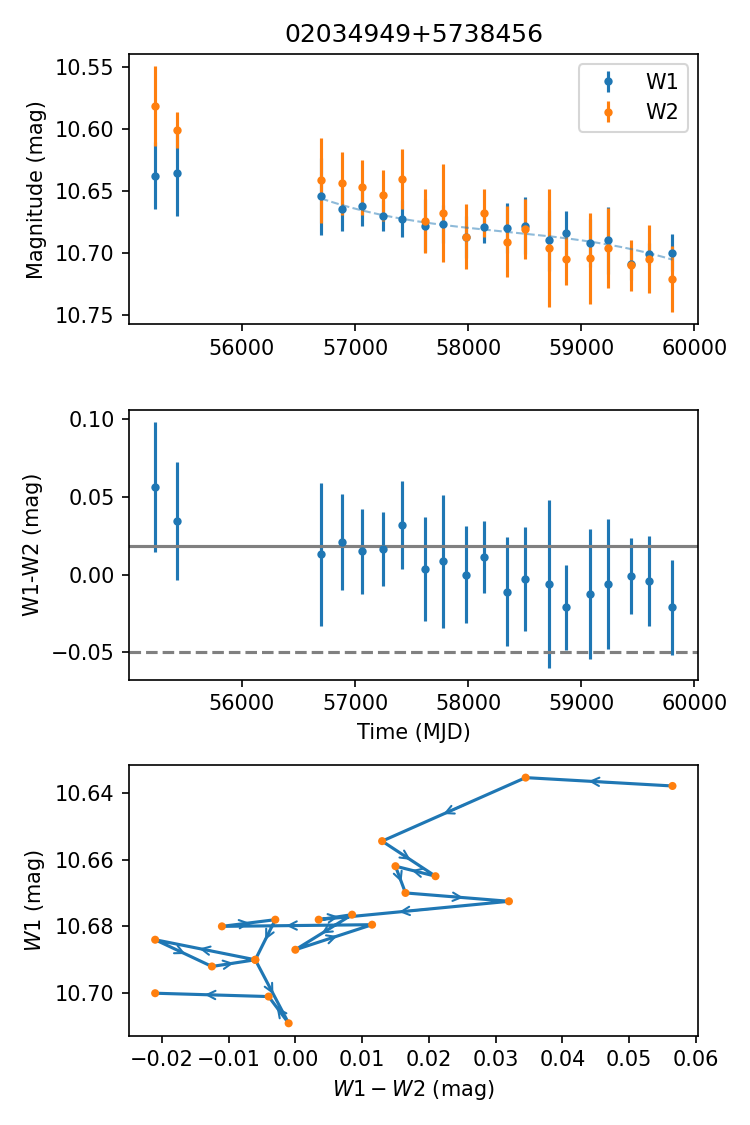 02034949+5738456
10.55
10.60
10.65
10.70
10.75
Magnitude (mag)
W1
W2
56000 57000 58000 59000 60000
0.10
0.05
0.00
−0.05
W1-W2 (mag)
56000 57000 58000 59000 60000
Time (MJD)
10.64
10.66
10.68
10.70
W1 (mag)
−0.02 −0.01 0.00 0.01 0.02 0.03 0.04 0.05 0.06
W1 − W2 (mag)